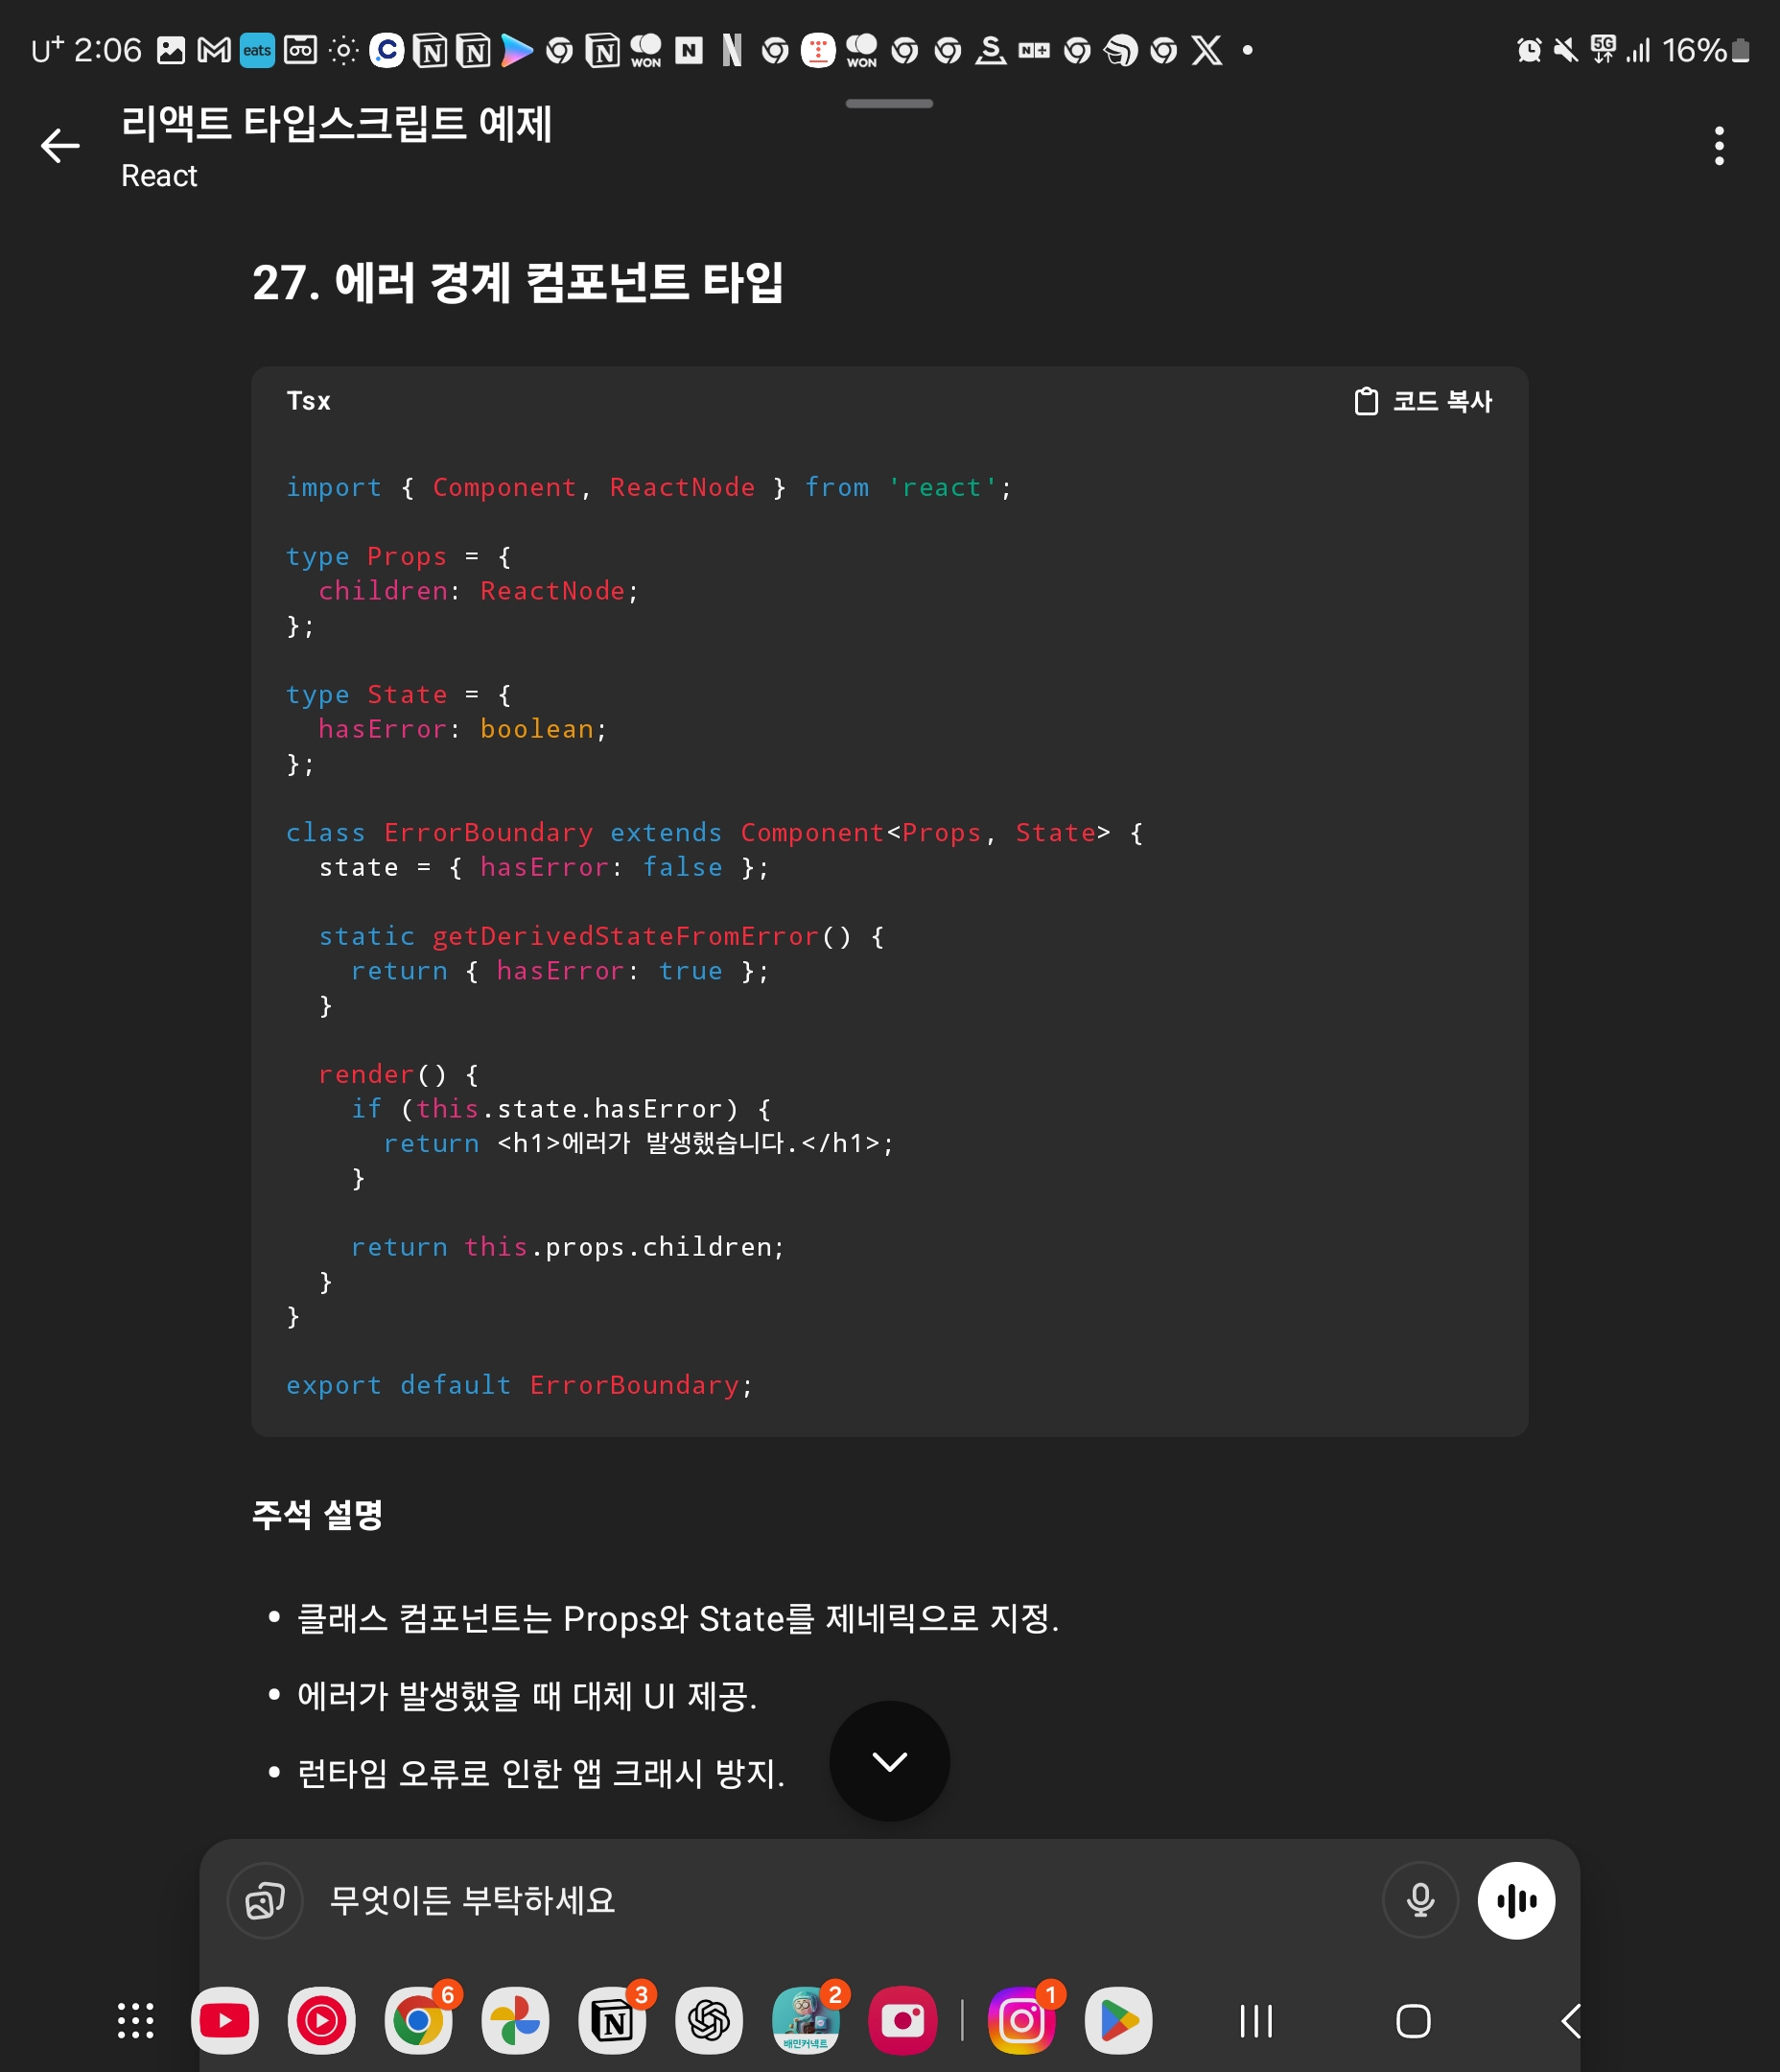 U+ 2:06 eats WON WON 5G 16%
리액트 타입스크립트 예제
React
27. 에러 경계 컴포넌트 타입
Tsx 코드 복사
import { Component, ReactNode } from 'react';
type Props = {
  children: ReactNode;
};
type State = {
  hasError: boolean;
};
class ErrorBoundary extends Component<Props, State> {
  state = { hasError: false };
  static getDerivedStateFromError() {
    return { hasError: true };
  }
  render() {
    if (this.state.hasError) {
      return <h1>에러가 발생했습니다.</h1>;
    }
    return this.props.children;
  }
}
export default ErrorBoundary;
주석 설명
• 클래스 컴포넌트는 Props와 State를 제네릭으로 지정.
• 에러가 발생했을 때 대체 UI 제공.
• 런타임 오류로 인한 앱 크래시 방지.
무엇이든 부탁하세요
6 3 2 1
배민커넥트